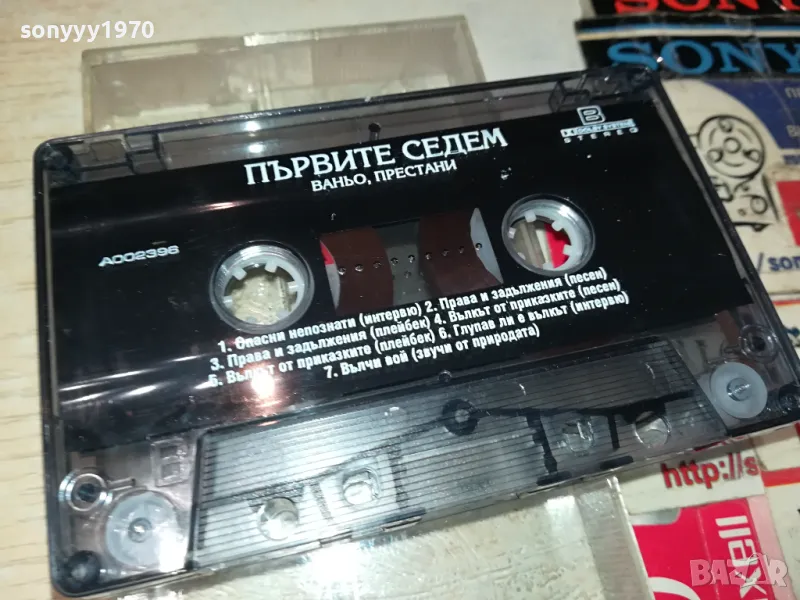 sonyyy1970
SONY
ПЪРВИТЕ СЕДЕМ
ВАНЬО, ПРЕСТАНИ
B
DOLBY SYSTEM
STEREO
A002396
1. Опасни непознати (интервю) 2. Права и задължения (песен)
3. Права и задължения (плейбек) 4. Вълкът от приказките (песен)
5. Вълкът от приказките (плейбек) 6. Глупав ли е вълкът (интервю)
7. Вълчи вой (звучи от природата)
B
http://s
BAZAR